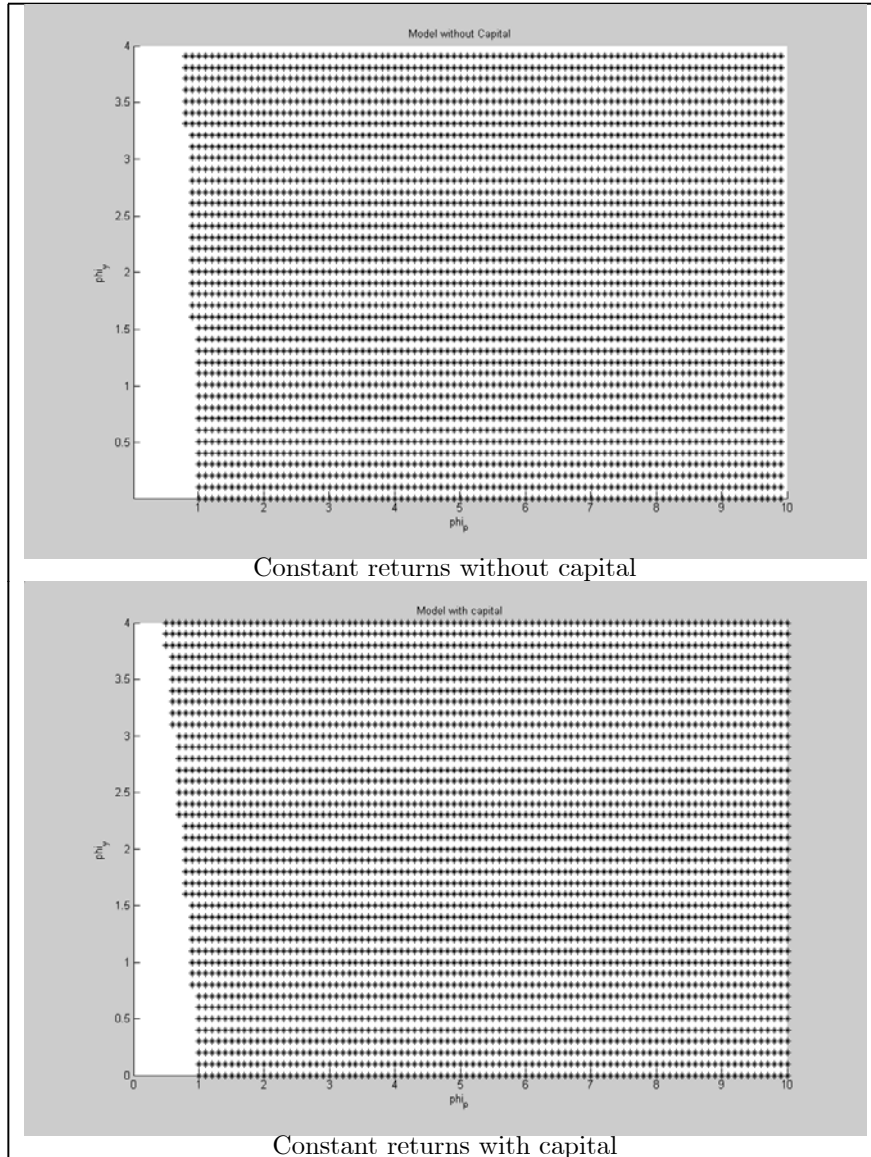 Model without Capital
4
3.5
3
2.5
2
1.5
1
0.5
phi_y
1 2 3 4 5 6 7 8 9 10
phi_p
Constant returns without capital
Model with capital
4
3.5
3
2.5
2
1.5
1
0.5
0
phi_y
0 1 2 3 4 5 6 7 8 9 10
phi_p
Constant returns with capital